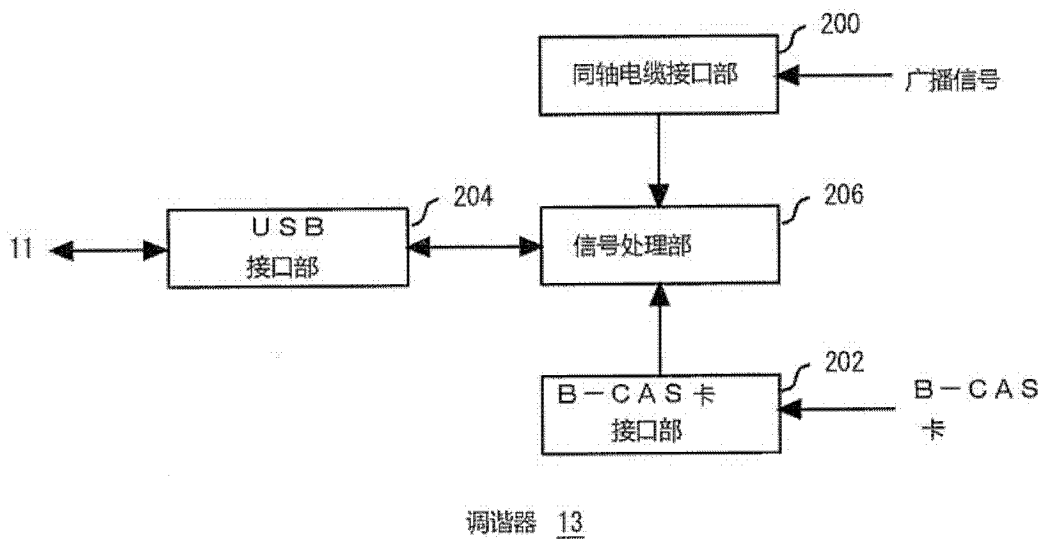 200
同轴电缆接口部
广播信号
204
206
11
USB
接口部
信号处理部
202
B-CAS卡
接口部
B-CAS
卡
调谐器 13